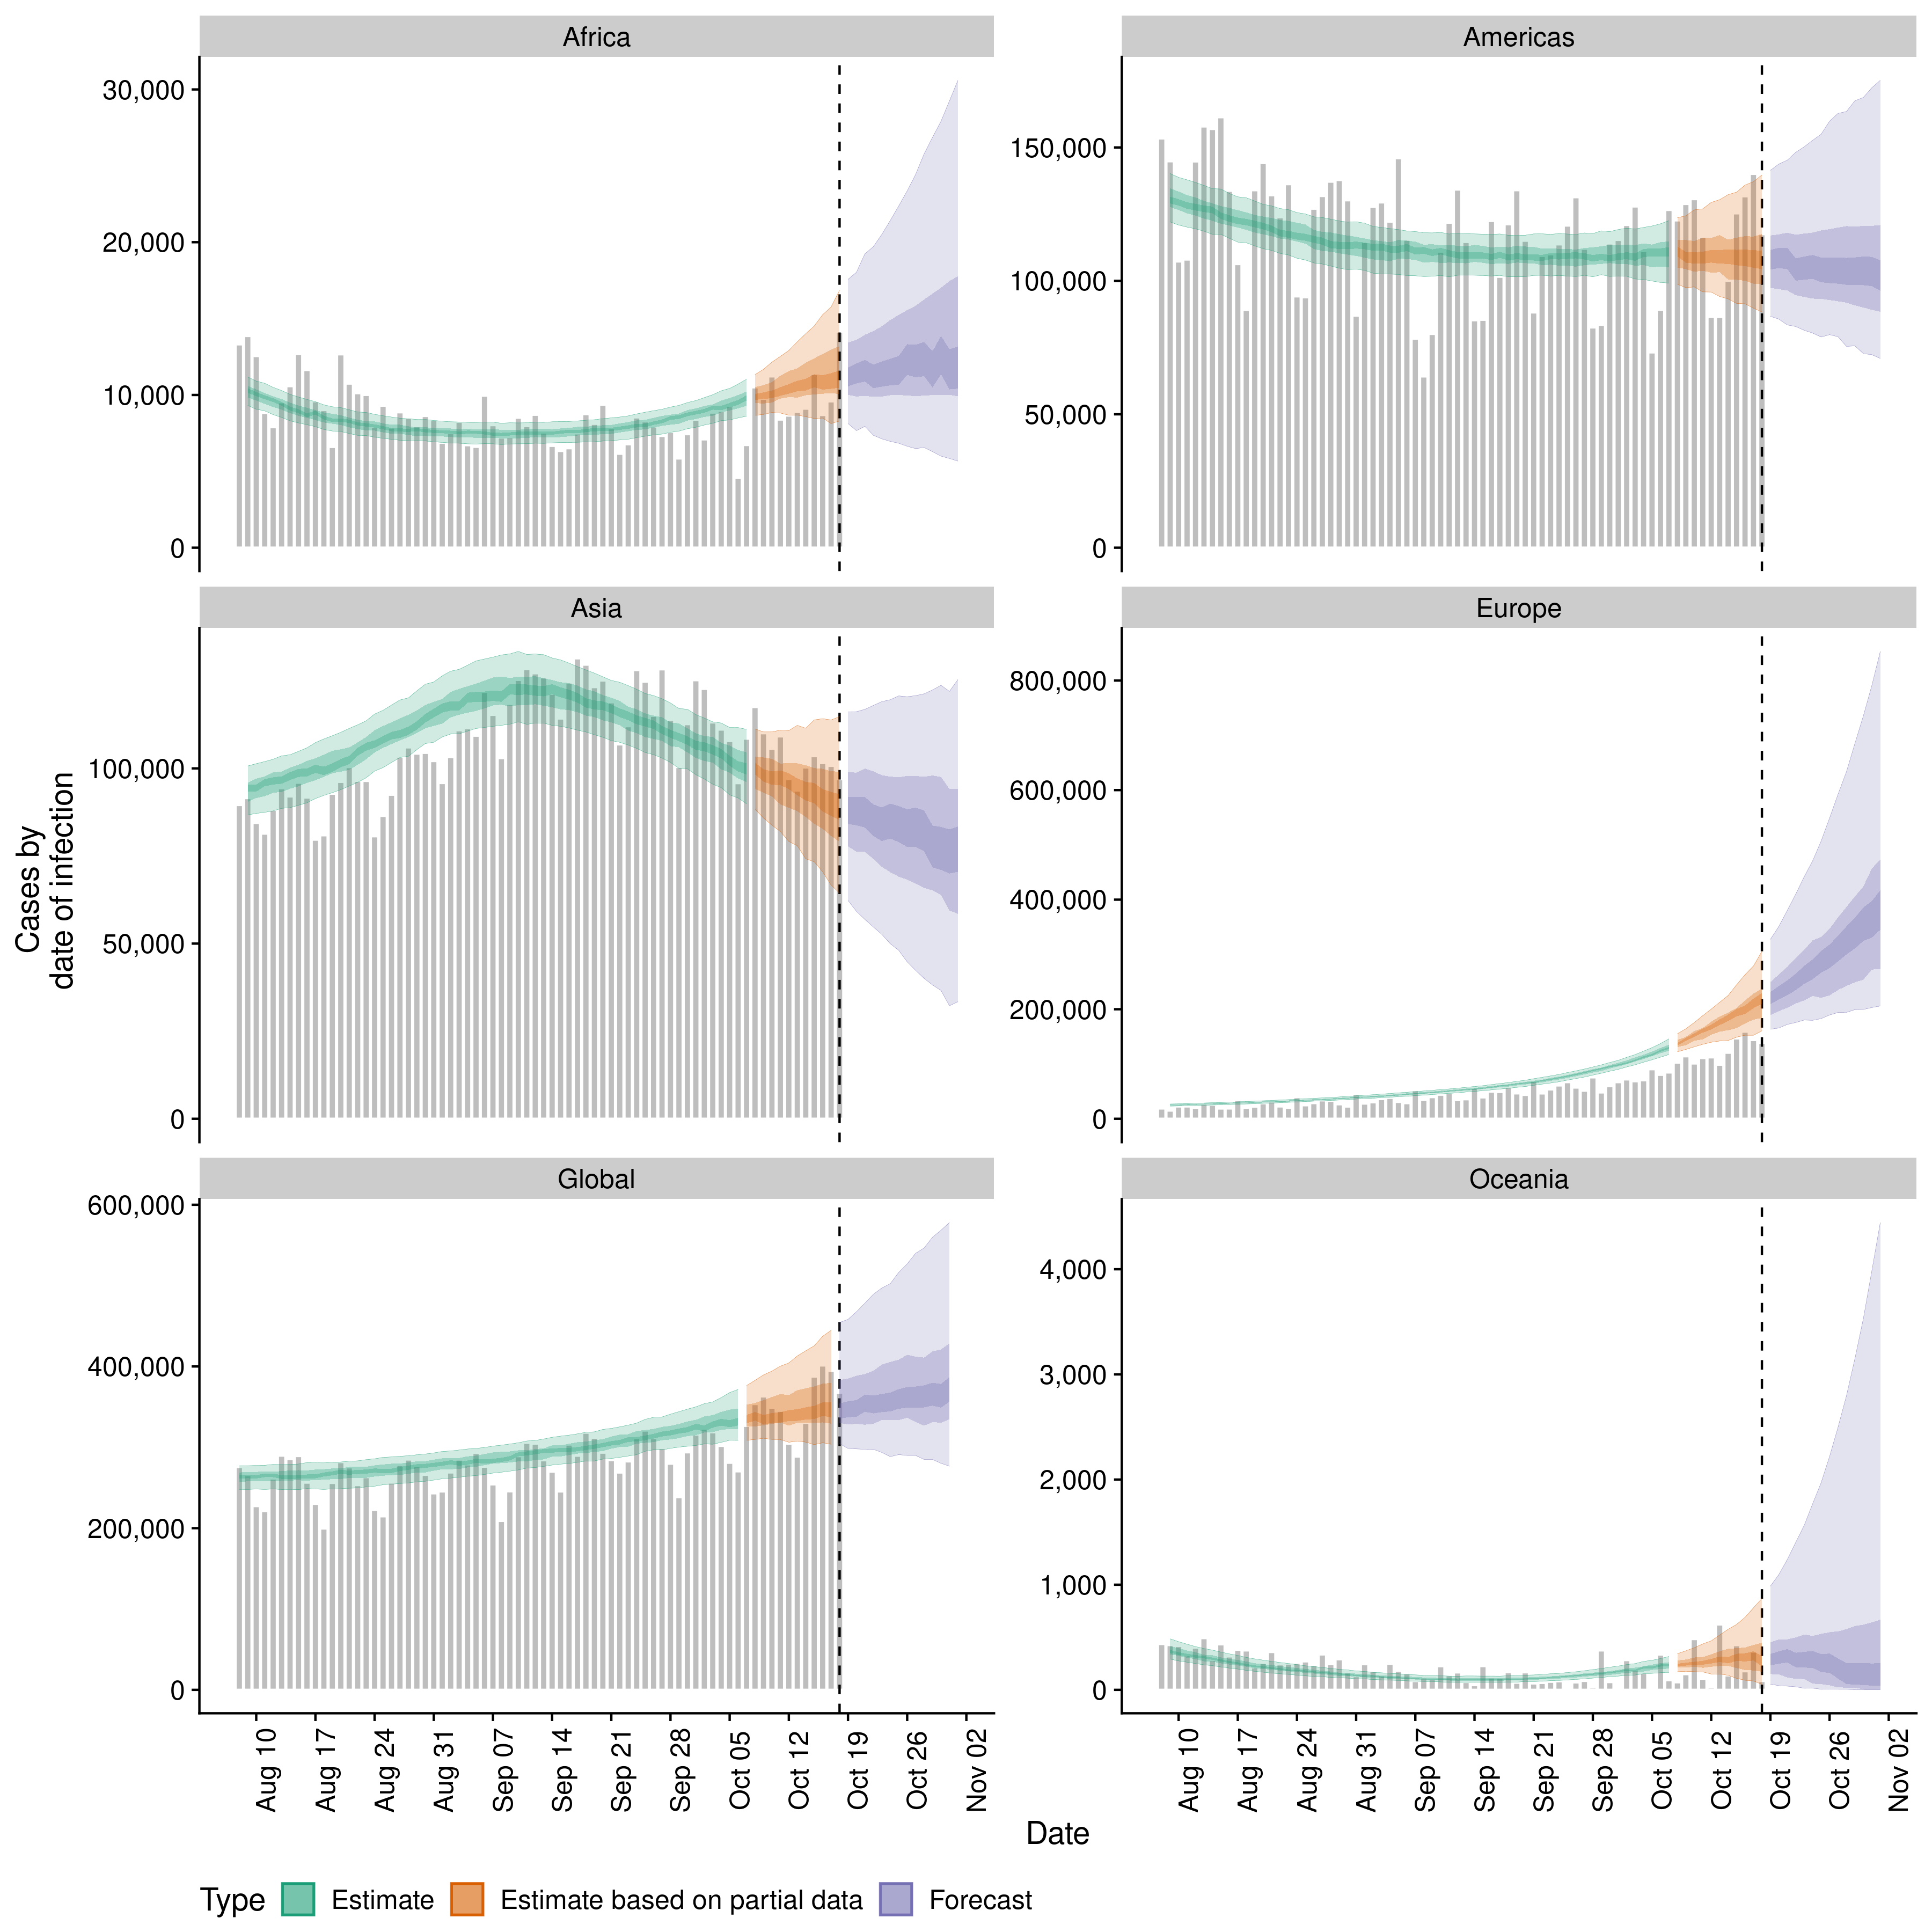 Africa
Americas
30,000
20,000
10,000
0
150,000
100,000
50,000
0
Asia
Europe
100,000
50,000
0
800,000
600,000
400,000
200,000
0
Cases by
date of infection
Global
Oceania
600,000
400,000
200,000
0
4,000
3,000
2,000
1,000
0
Aug 10
Aug 17
Aug 24
Aug 31
Sep 07
Sep 14
Sep 21
Sep 28
Oct 05
Oct 12
Oct 19
Oct 26
Nov 02
Aug 10
Aug 17
Aug 24
Aug 31
Sep 07
Sep 14
Sep 21
Sep 28
Oct 05
Oct 12
Oct 19
Oct 26
Nov 02
Date
Type Estimate Estimate based on partial data Forecast